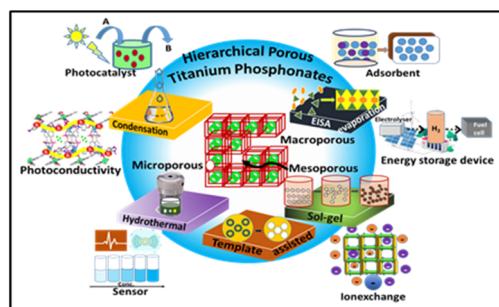 A
B
Photocatalyst
Hierarchical Porous
Titanium Phosphonates
Adsorbent
Condensation
EISA
evaporation
Macroporous
Electrolyser
H₂
Fuel
cell
Energy storage device
Photoconductivity
Microporous
Mesoporous
Hydrothermal
Sol-gel
Template
assisted
Conc.
Sensor
Ionexchange